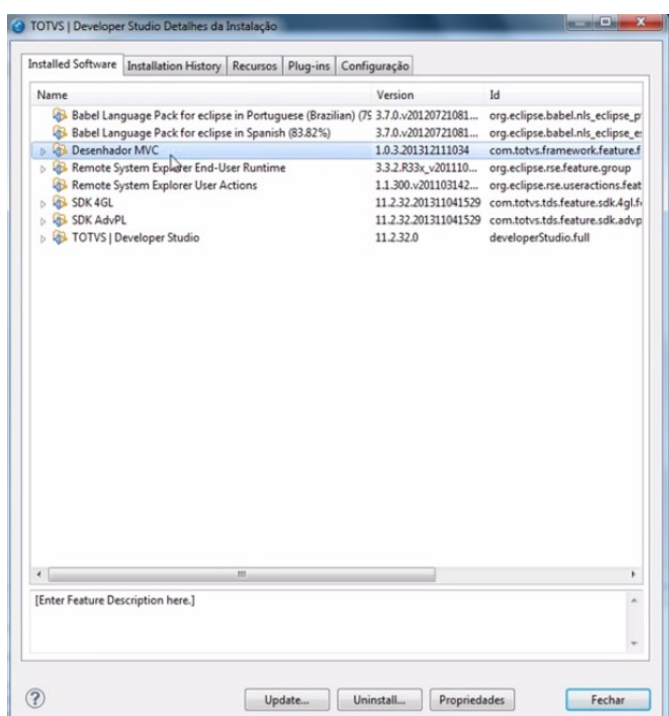 TOTVS | Developer Studio Detalhes da Instalação
Installed Software Installation History Recursos Plug-ins Configuração
Name Version Id
Babel Language Pack for eclipse in Portuguese (Brazilian) (75 3.7.0.v20120721081... org.eclipse.babel.nls_eclipse_p
Babel Language Pack for eclipse in Spanish (83.82%) 3.7.0.v20120721081... org.eclipse.babel.nls_eclipse_e
Desenhador MVC 1.0.3.201312111034 com.totvs.framework.feature.f
Remote System Explorer End-User Runtime 3.3.2.R33x_v201110... org.eclipse.rse.feature.group
Remote System Explorer User Actions 1.1.300.v201103142... org.eclipse.rse.useractions.feat
SDK 4GL 11.2.32.201311041529 com.totvs.tds.feature.sdk.4gl.f
SDK AdvPL 11.2.32.201311041529 com.totvs.tds.feature.sdk.advp
TOTVS | Developer Studio 11.2.32.0 developerStudio.full
[Enter Feature Description here.]
Update... Uninstall... Propriedades Fechar